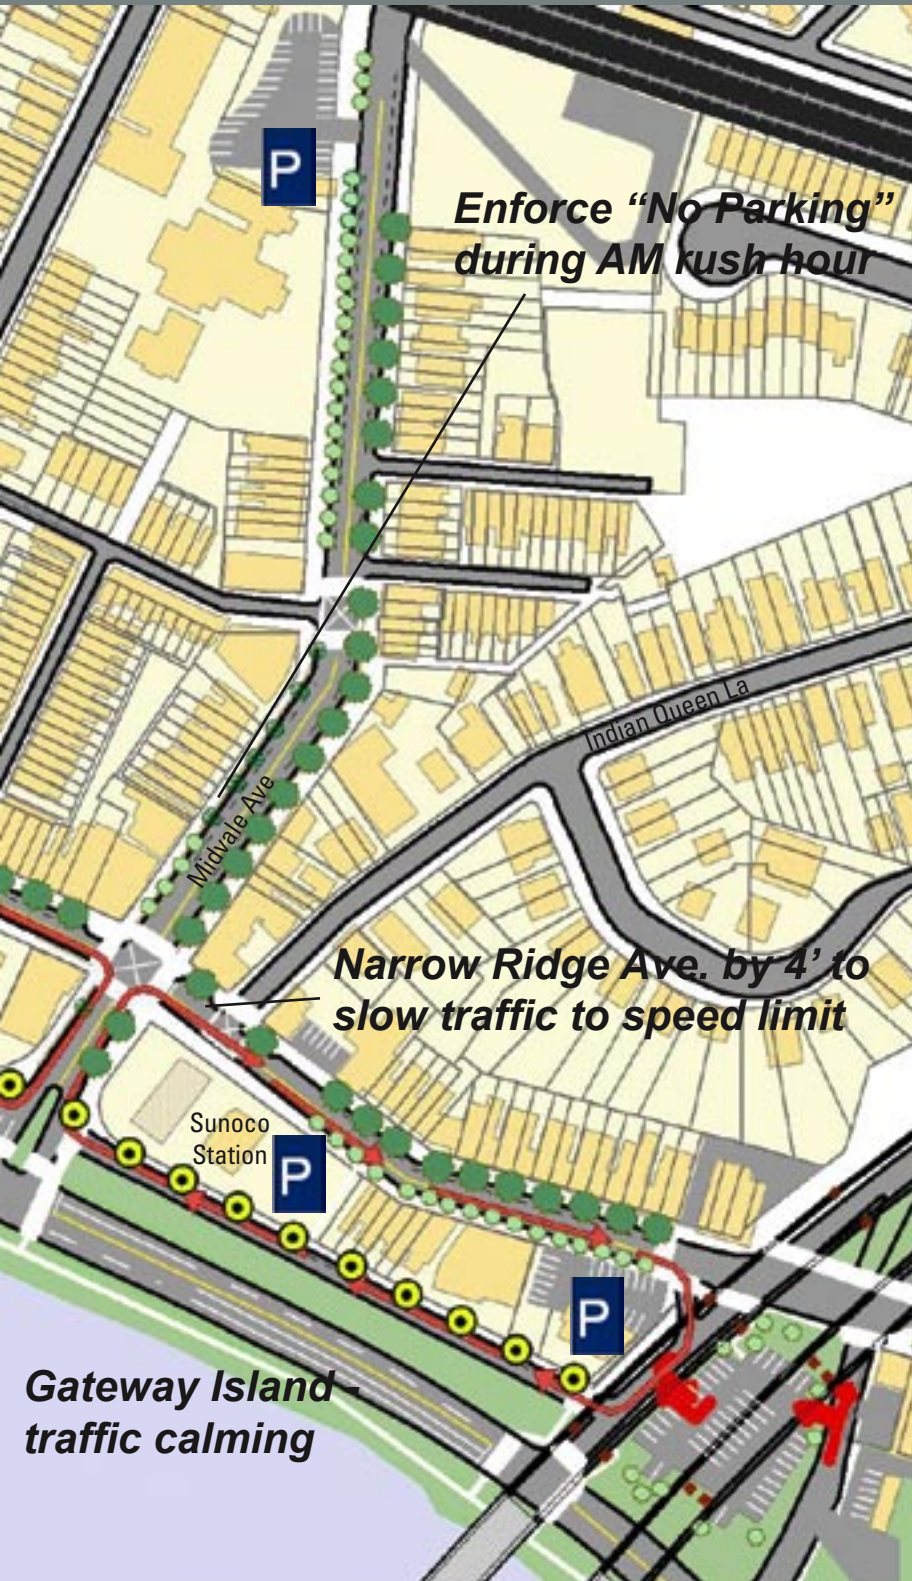 P
Enforce “No Parking”
during AM rush hour
Indian Queen La
Midvale Ave
Narrow Ridge Ave. by 4’ to
slow traffic to speed limit
Sunoco
Station
P
P
Gateway Island -
traffic calming